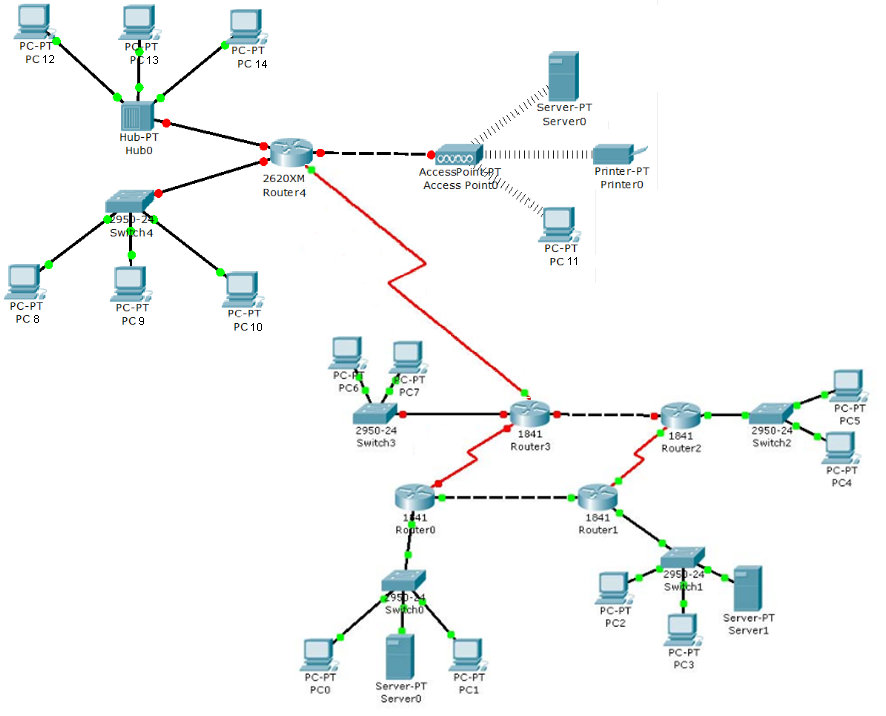 PC-PT
PC 12
PC-PT
PC 13
PC-PT
PC 14
Hub-PT
Hub0
2620XM
Router4
AccessPoint-PT
Access Point0
Server-PT
Server0
Printer-PT
Printer0
PC-PT
PC 11
2950-24
Switch4
PC-PT
PC 8
PC-PT
PC 9
PC-PT
PC 10
PC-PT
PC6
PC-PT
PC7
2950-24
Switch3
1841
Router3
1841
Router2
2950-24
Switch2
PC-PT
PC5
PC-PT
PC4
1841
Router0
1841
Router1
2950-24
Switch0
2950-24
Switch1
PC-PT
PC2
PC-PT
PC3
Server-PT
Server1
PC-PT
PC0
Server-PT
Server0
PC-PT
PC1